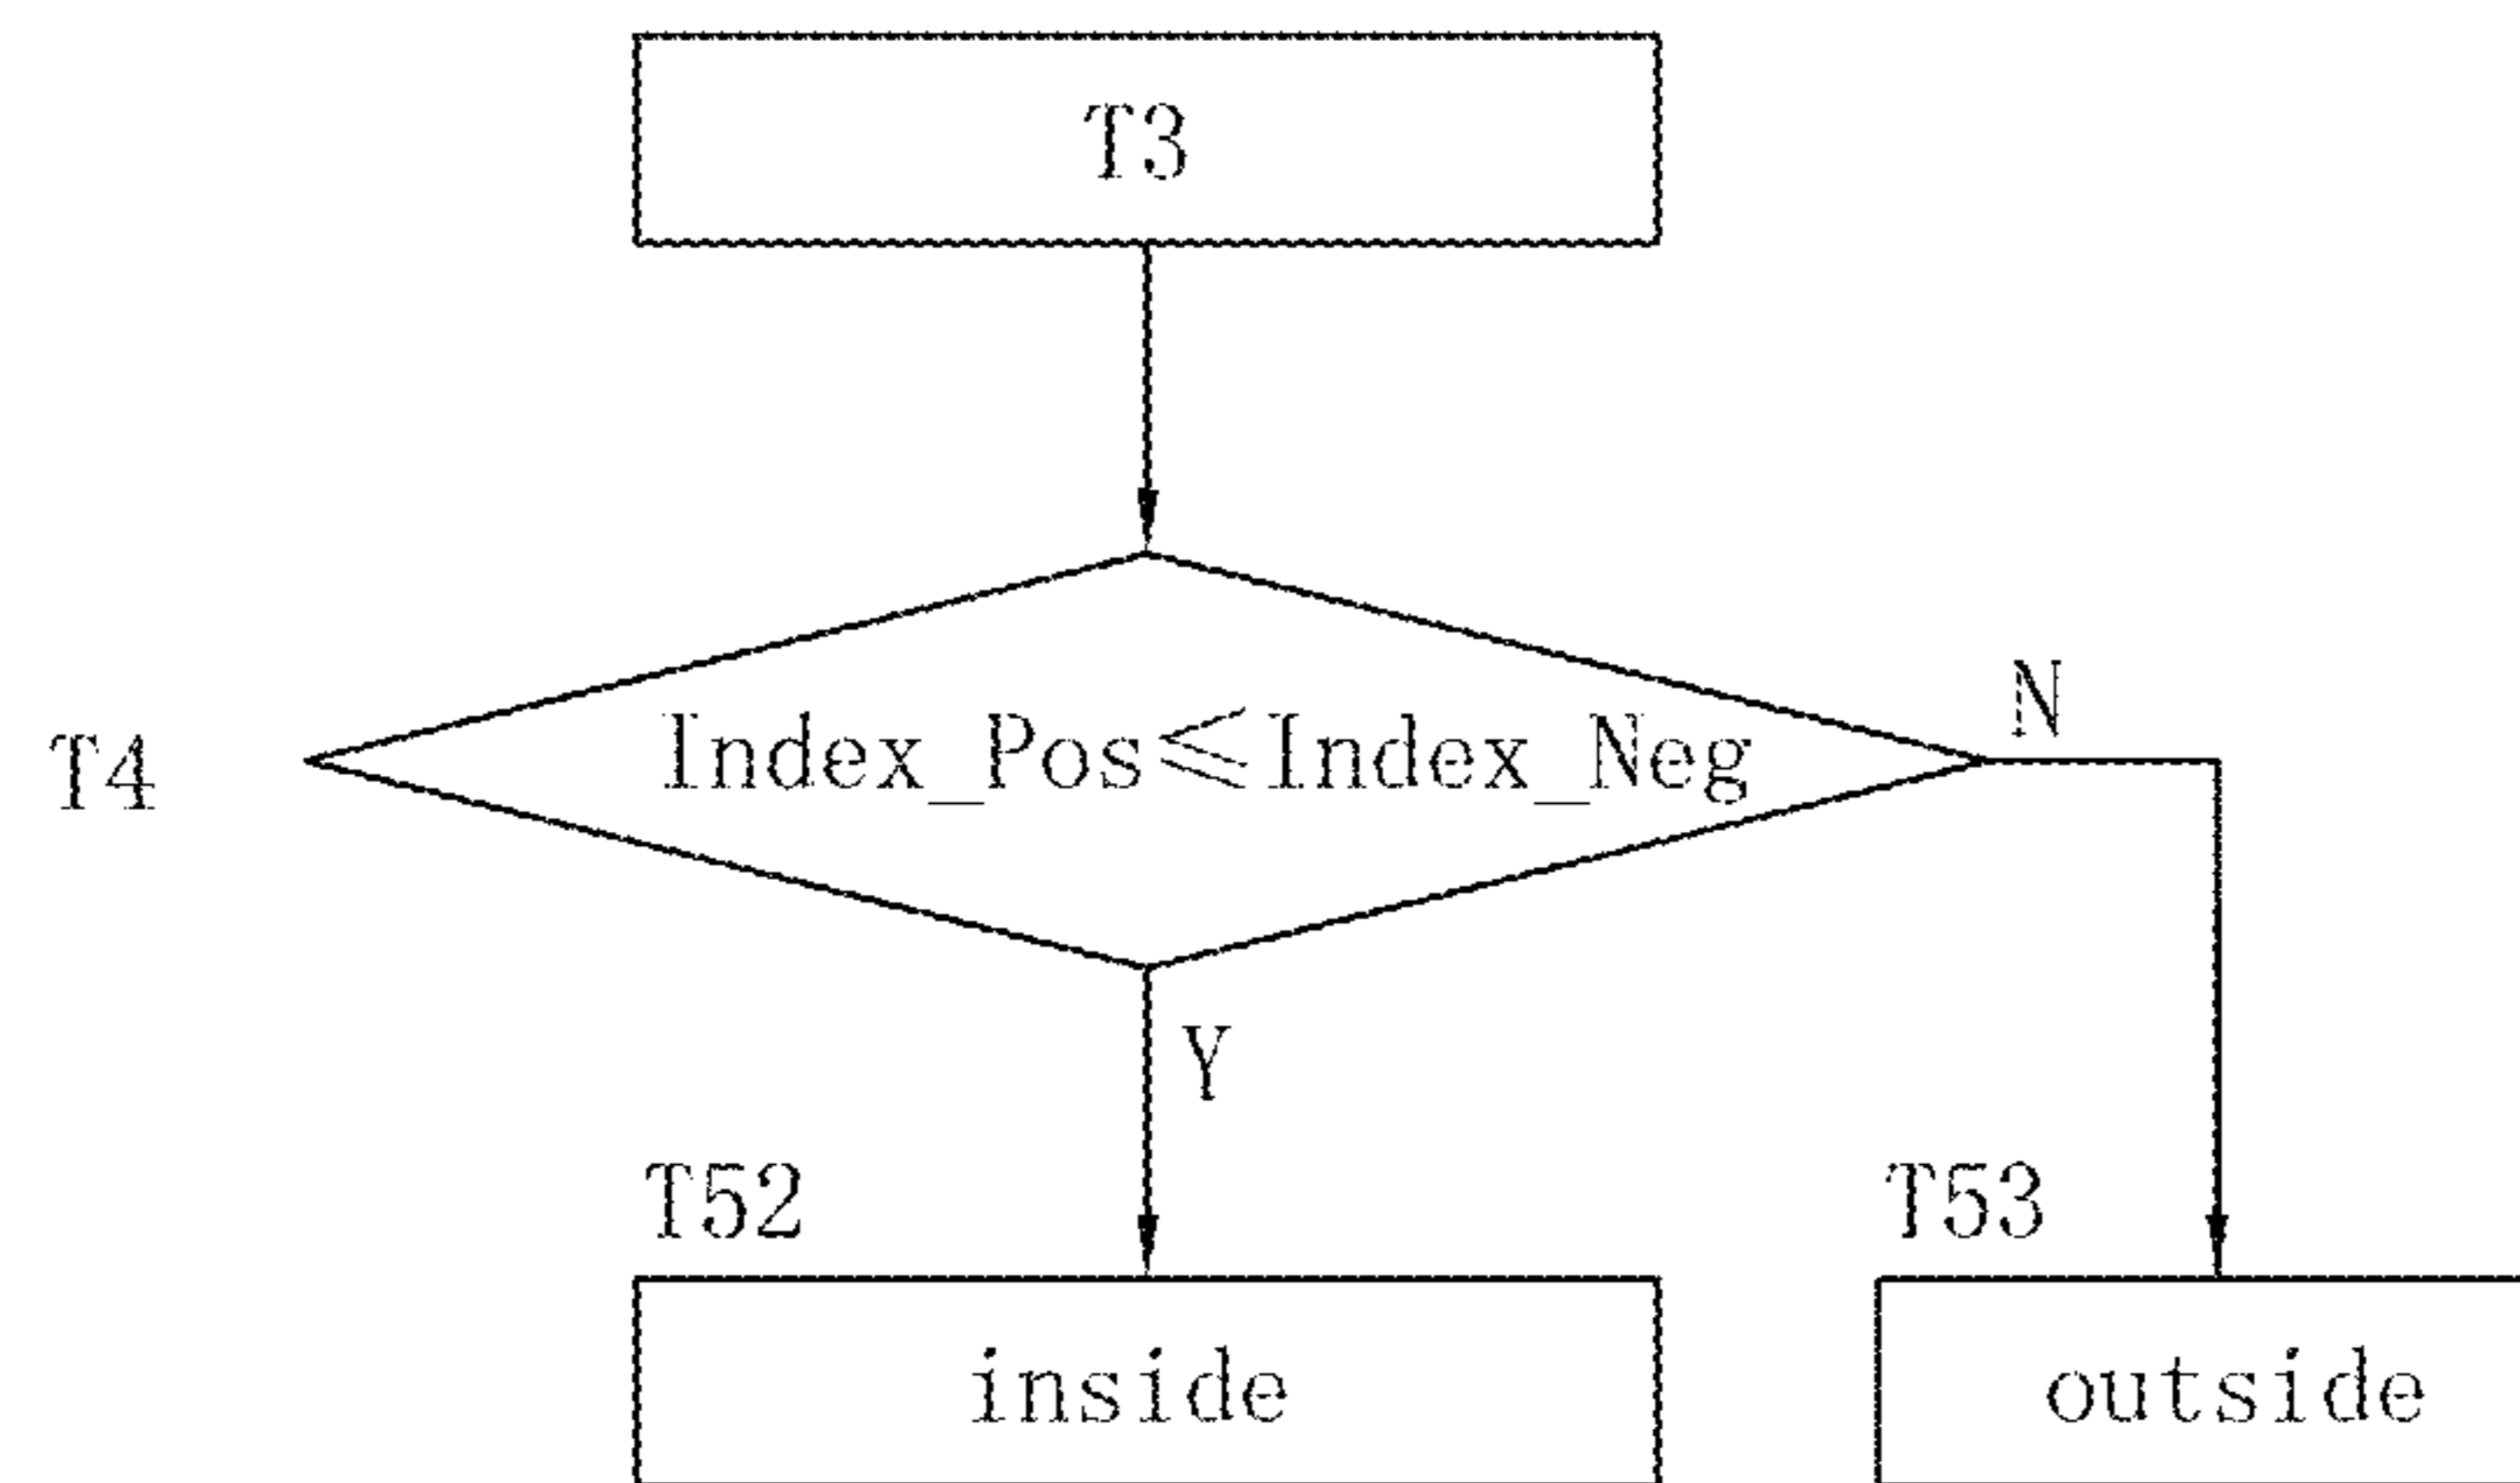 T3
N
T4
Index_Pos≤Index_Neg
Y
T52
T53
inside
outside